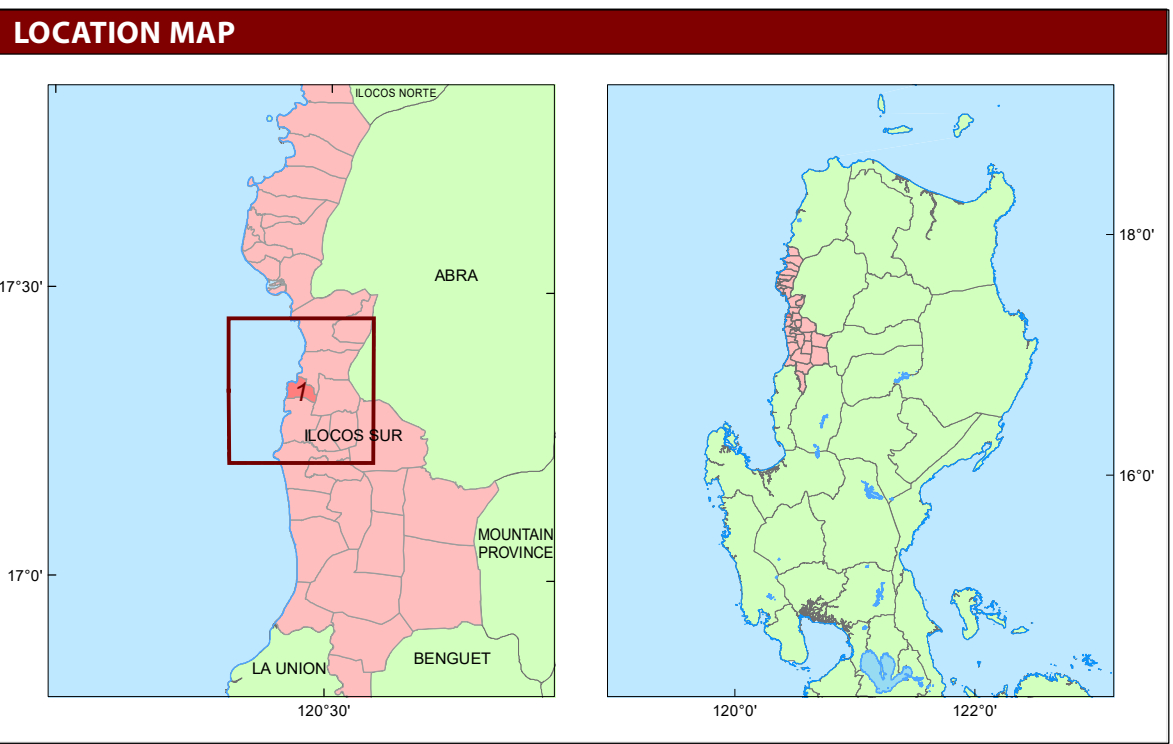 LOCATION MAP
ILOCOS NORTE
ABRA
17°30'
1
ILOCOS SUR
MOUNTAIN
PROVINCE
17°0'
LA UNION
BENGUET
120°30'
18°0'
16°0'
120°0'
122°0'